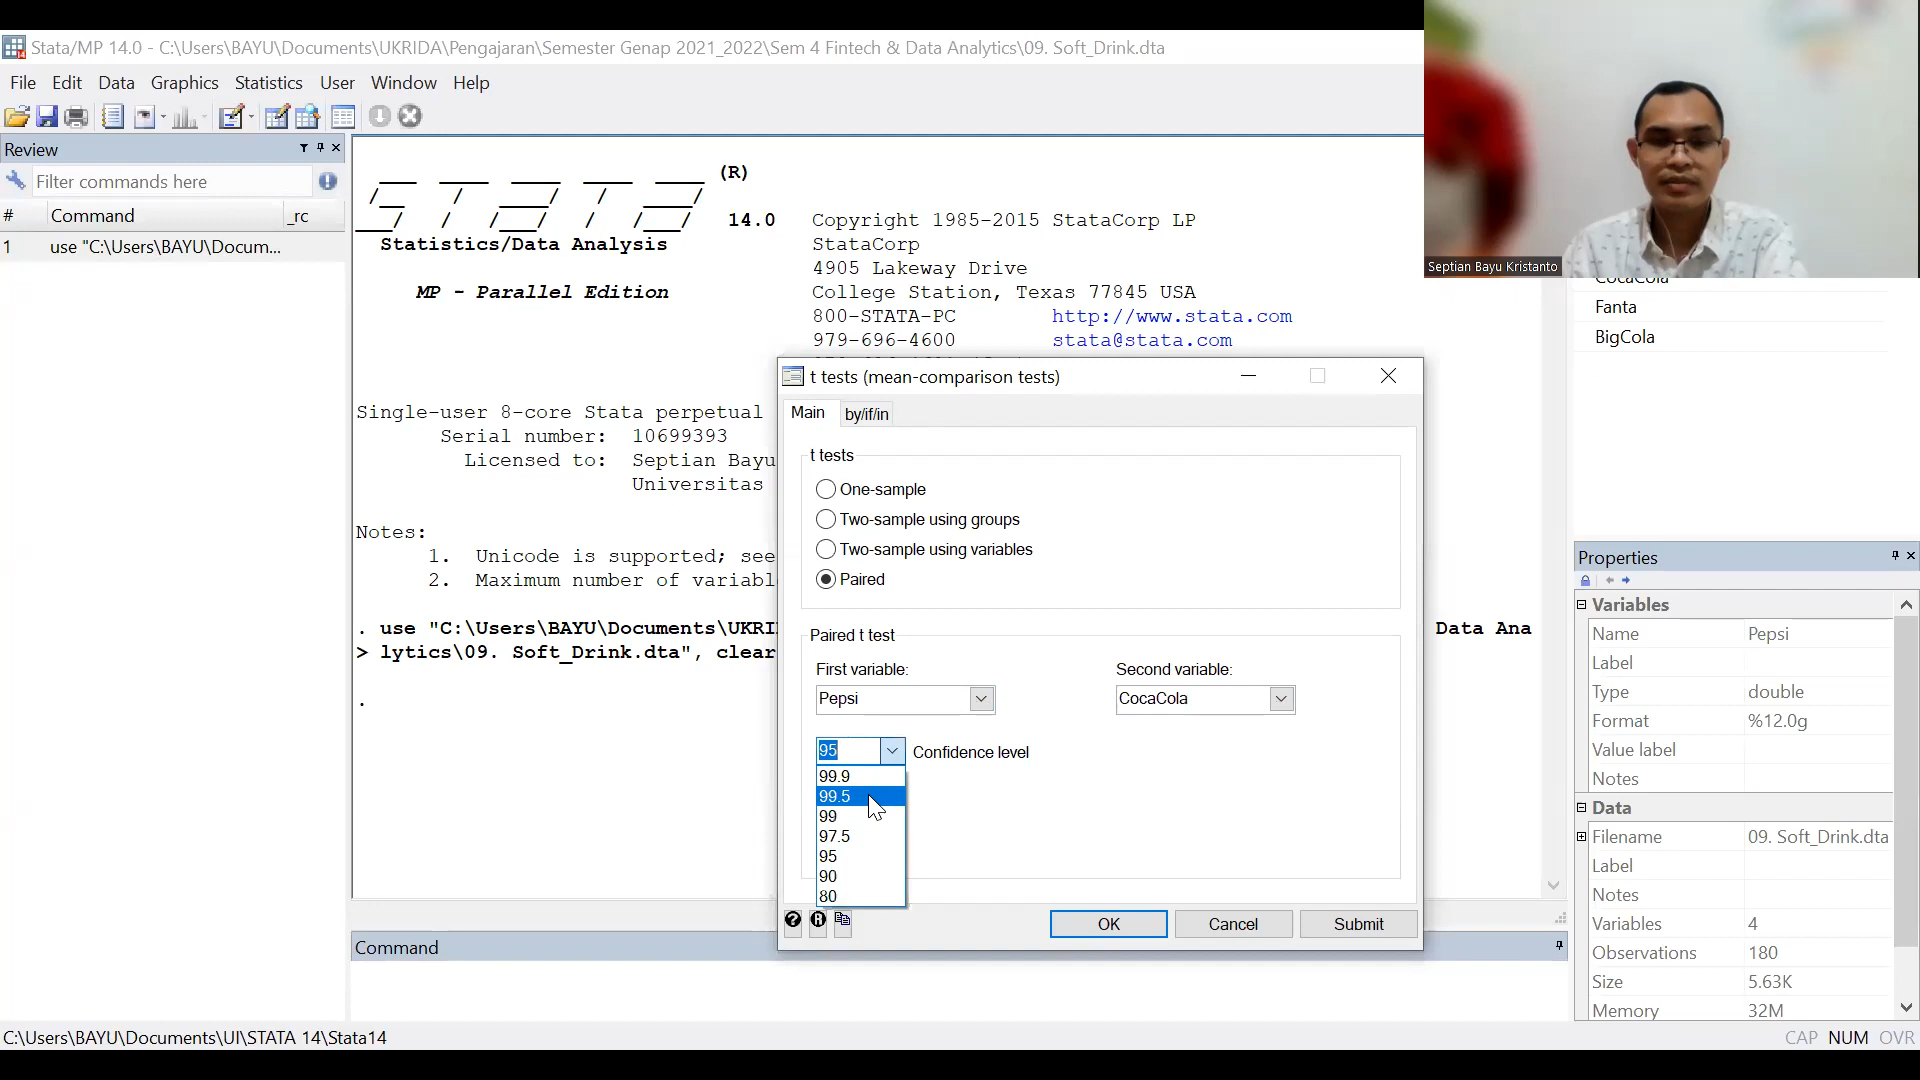 Stata/MP 14.0 - C:\Users\BAYU\Documents\UKRIDA\Pengajaran\Semester Genap 2021_2022\Sem 4 Fintech & Data Analytics\09. Soft_Drink.dta
File Edit Data Graphics Statistics User Window Help
Review
Filter commands here
# Command _rc
1 use "C:\Users\BAYU\Docum...
(R)
14.0 Copyright 1985-2015 StataCorp LP
Statistics/Data Analysis StataCorp
4905 Lakeway Drive
MP - Parallel Edition College Station, Texas 77845 USA
800-STATA-PC http://www.stata.com
979-696-4600 stata@stata.com
Single-user 8-core Stata perpetual
Serial number: 10699393
Licensed to: Septian Bayu
Universitas
Notes:
1. Unicode is supported; see
2. Maximum number of variabl
. use "C:\Users\BAYU\Documents\UKRI Data Ana
> lytics\09. Soft_Drink.dta", clear
.
t tests (mean-comparison tests)
Main by/if/in
t tests
One-sample
Two-sample using groups
Two-sample using variables
Paired
Paired t test
First variable: Second variable:
Pepsi CocaCola
95 Confidence level
99.9
99.5
99
97.5
95
90
80
OK Cancel Submit
Command
Septian Bayu Kristanto
CocaCola
Fanta
BigCola
Properties
Variables
Name Pepsi
Label
Type double
Format %12.0g
Value label
Notes
Data
Filename 09. Soft_Drink.dta
Label
Notes
Variables 4
Observations 180
Size 5.63K
Memory 32M
C:\Users\BAYU\Documents\UI\STATA 14\Stata14
CAP NUM OVR